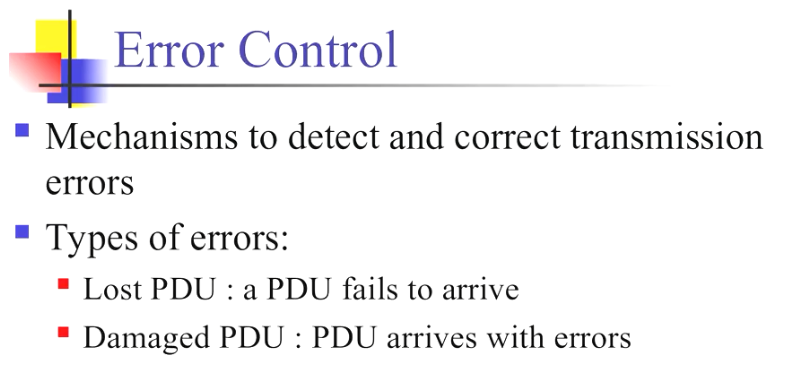 Error Control
Mechanisms to detect and correct transmission
errors
Types of errors:
Lost PDU : a PDU fails to arrive
Damaged PDU : PDU arrives with errors